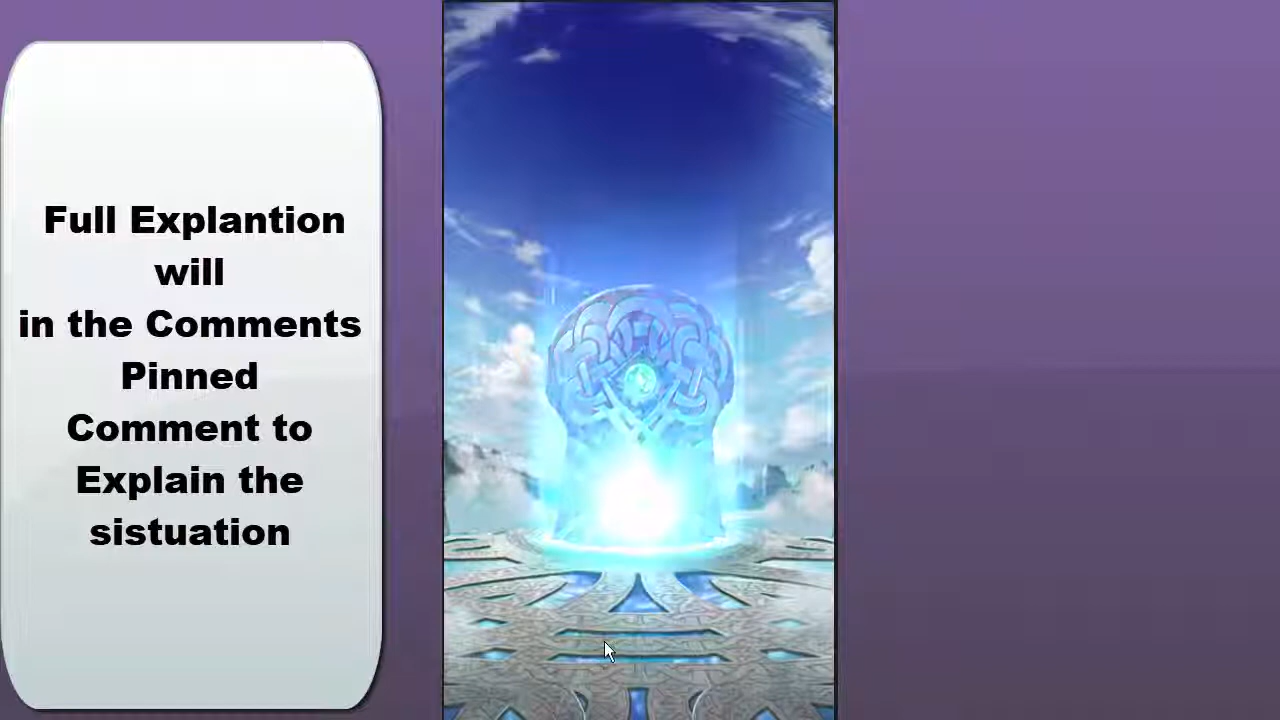 Full Explantion
will
in the Comments
Pinned
Comment to
Explain the
sistuation